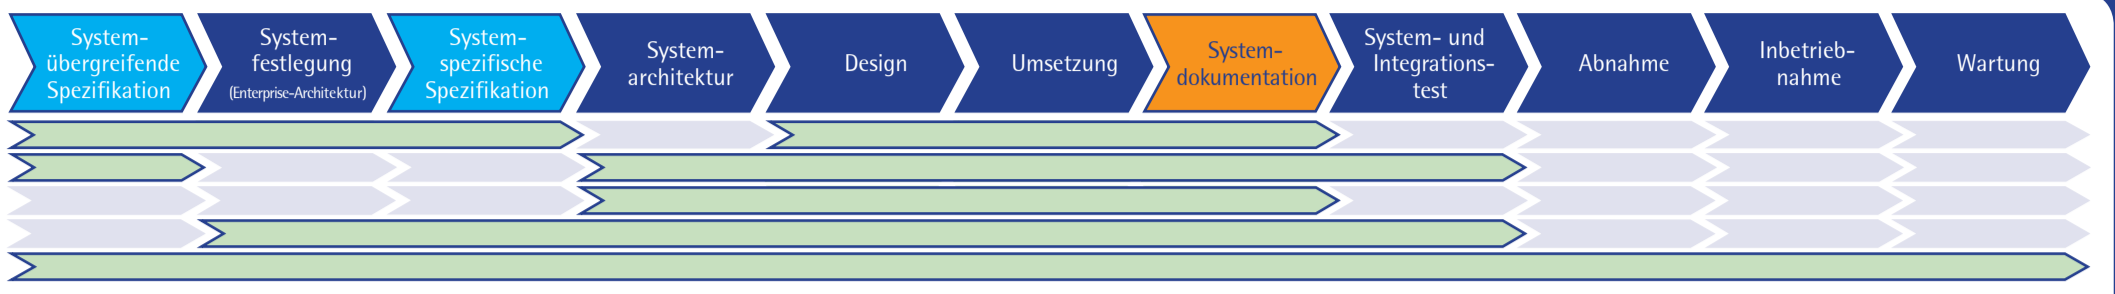 System-
übergreifende
Spezifikation
System-
festlegung
(Enterprise-Architektur)
System-
spezifische
Spezifikation
System-
architektur
Design
Umsetzung
System-
dokumentation
System- und
Integrations-
test
Abnahme
Inbetrieb-
nahme
Wartung